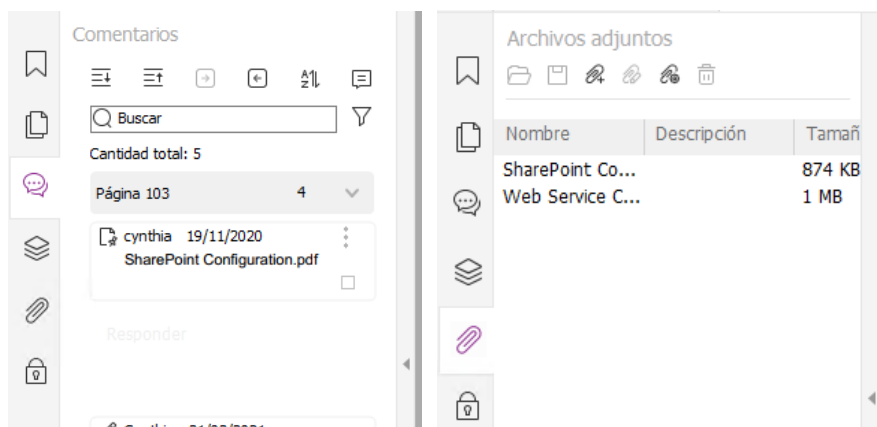 Comentarios
Buscar
Cantidad total: 5
Página 103 4
cynthia 19/11/2020
SharePoint Configuration.pdf
Responder
Archivos adjuntos
Nombre Descripción Tamañ
SharePoint Co... 874 KB
Web Service C... 1 MB